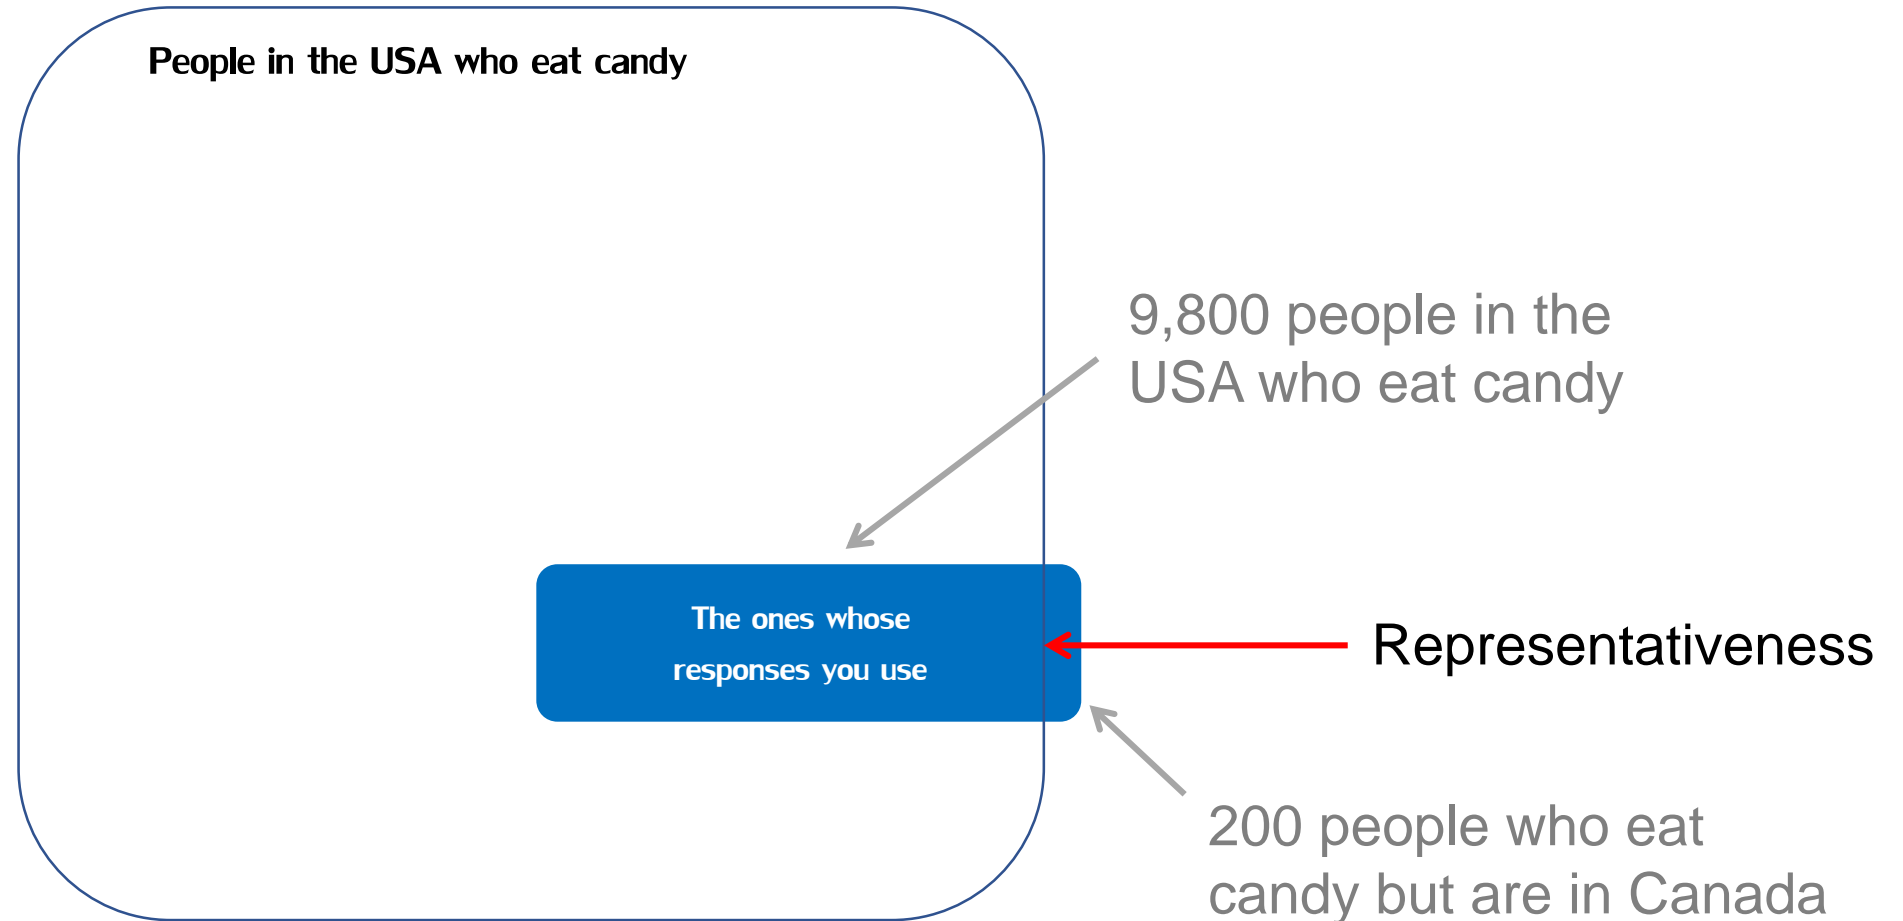 People in the USA who eat candy
9,800 people in the
USA who eat candy
The ones whose
responses you use
Representativeness
200 people who eat
candy but are in Canada